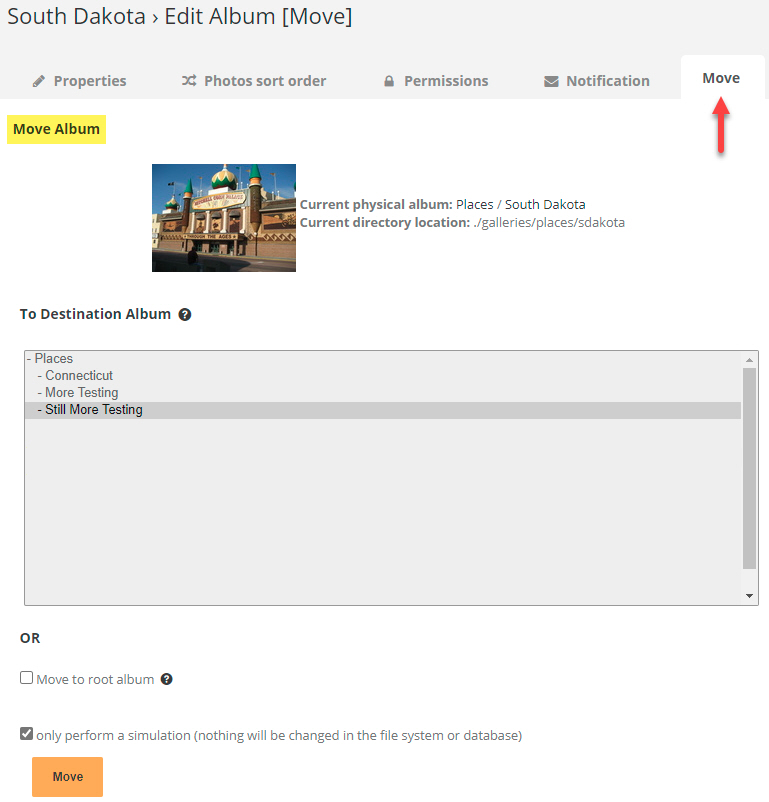 South Dakota › Edit Album [Move]
Properties Photos sort order Permissions Notification Move
Move Album
MITCHELL CORN PALACE
THROUGH THE AGES
Current physical album: Places / South Dakota
Current directory location: ./galleries/places/sdakota
To Destination Album ?
- Places
- Connecticut
- More Testing
- Still More Testing
OR
Move to root album ?
only perform a simulation (nothing will be changed in the file system or database)
Move